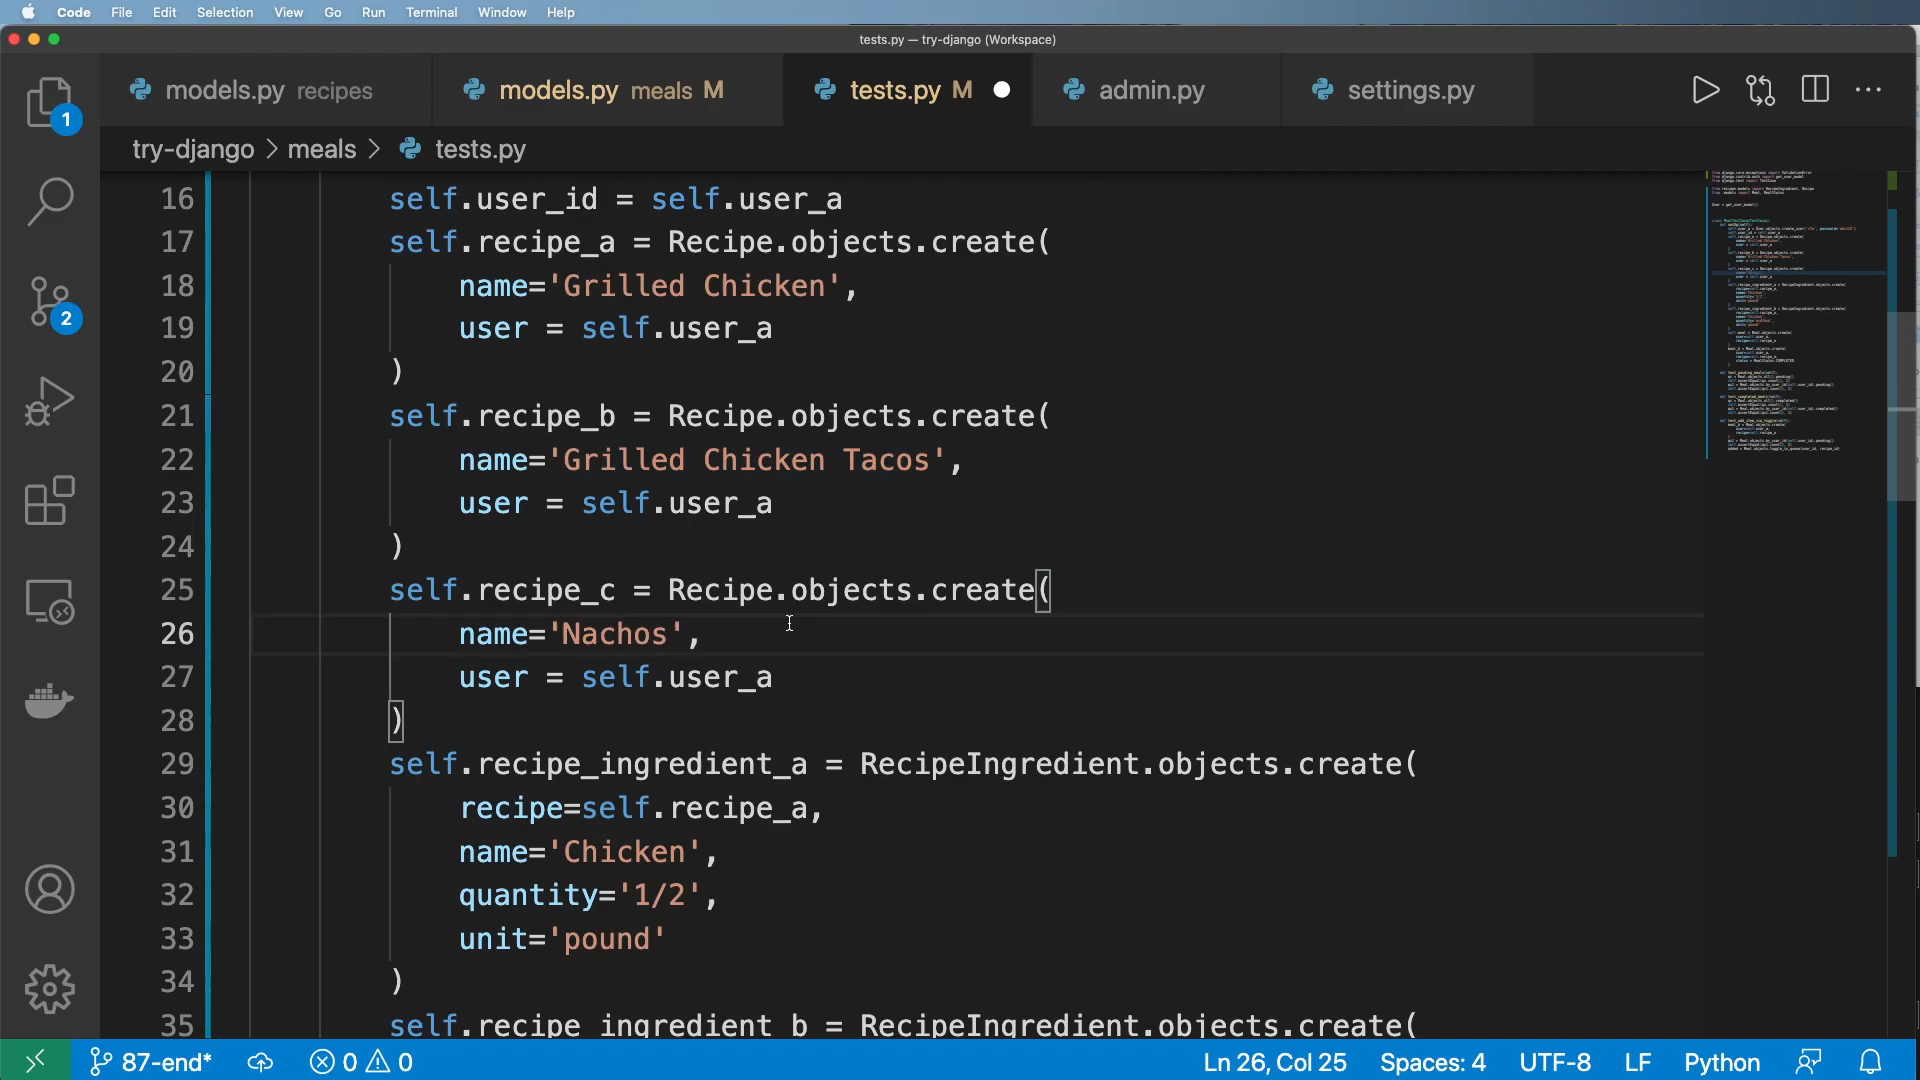 Code File Edit Selection View Go Run Terminal Window Help
tests.py — try-django (Workspace)
models.py recipes models.py meals M tests.py M admin.py settings.py
try-django > meals > tests.py
1
2
16 self.user_id = self.user_a
17 self.recipe_a = Recipe.objects.create(
18 name='Grilled Chicken',
19 user = self.user_a
20 )
21 self.recipe_b = Recipe.objects.create(
22 name='Grilled Chicken Tacos',
23 user = self.user_a
24 )
25 self.recipe_c = Recipe.objects.create(
26 name='Nachos',
27 user = self.user_a
28 )
29 self.recipe_ingredient_a = RecipeIngredient.objects.create(
30 recipe=self.recipe_a,
31 name='Chicken',
32 quantity='1/2',
33 unit='pound'
34 )
35 self.recipe_ingredient_b = RecipeIngredient.objects.create(
87-end* 0 0 Ln 26, Col 25 Spaces: 4 UTF-8 LF Python